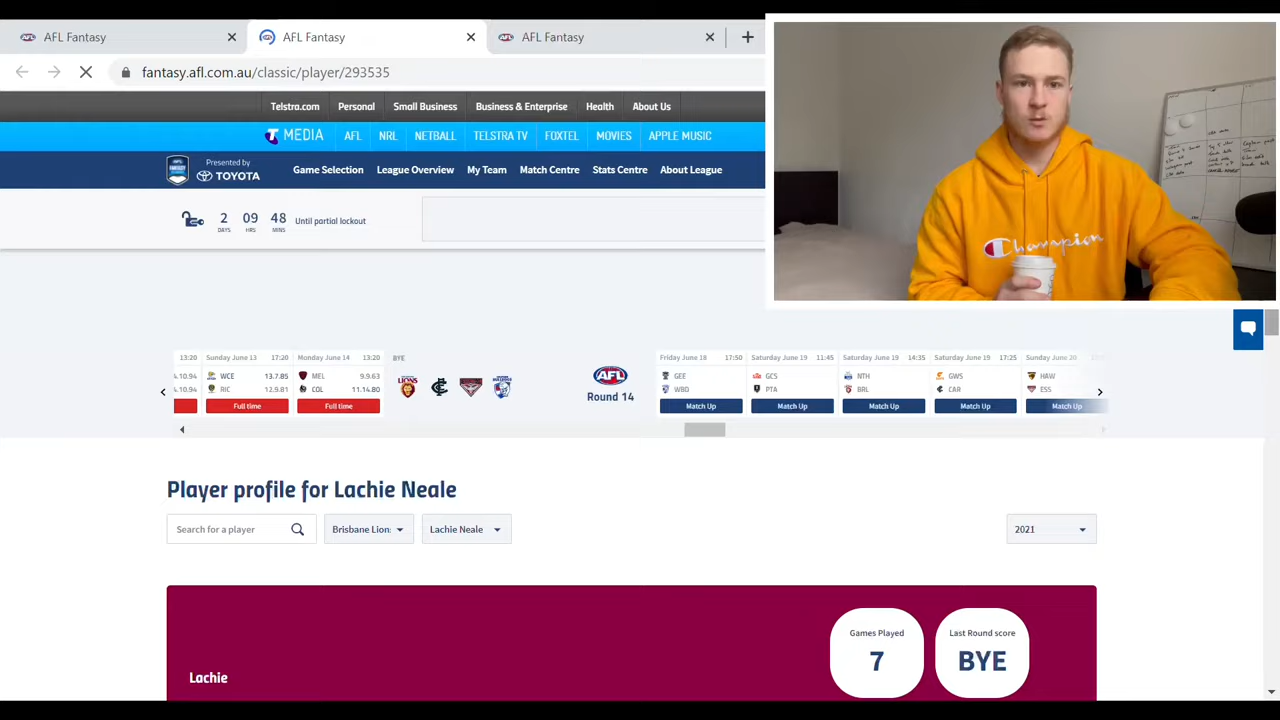 AFL Fantasy
AFL Fantasy
AFL Fantasy
fantasy.afl.com.au/classic/player/293535
Telstra.com Personal Small Business Business & Enterprise Health About Us
T MEDIA AFL NRL NETBALL TELSTRA TV FOXTEL MOVIES APPLE MUSIC
Presented by
TOYOTA
Game Selection League Overview My Team Match Centre Stats Centre About League
2 09 48 Until partial lockout
DAYS HRS MINS
Champion
13:20 Sunday June 13 17:20 Monday June 14 13:20 BYE
WCE 13.7.85 MEL 9.9.63
RIC 12.9.81 COL 11.14.80
Full time Full time
LIONS
AFL
Round 14
Friday June 18 17:50 Saturday June 19 11:45 Saturday June 19 14:35 Saturday June 19 17:25 Sunday June 20
GEE GCS NTH GWS HAW
WBD PTA BRL CAR ESS
Match Up Match Up Match Up Match Up Match Up
Player profile for Lachie Neale
Search for a player Brisbane Lion: Lachie Neale 2021
Games Played Last Round score
7 BYE
Lachie